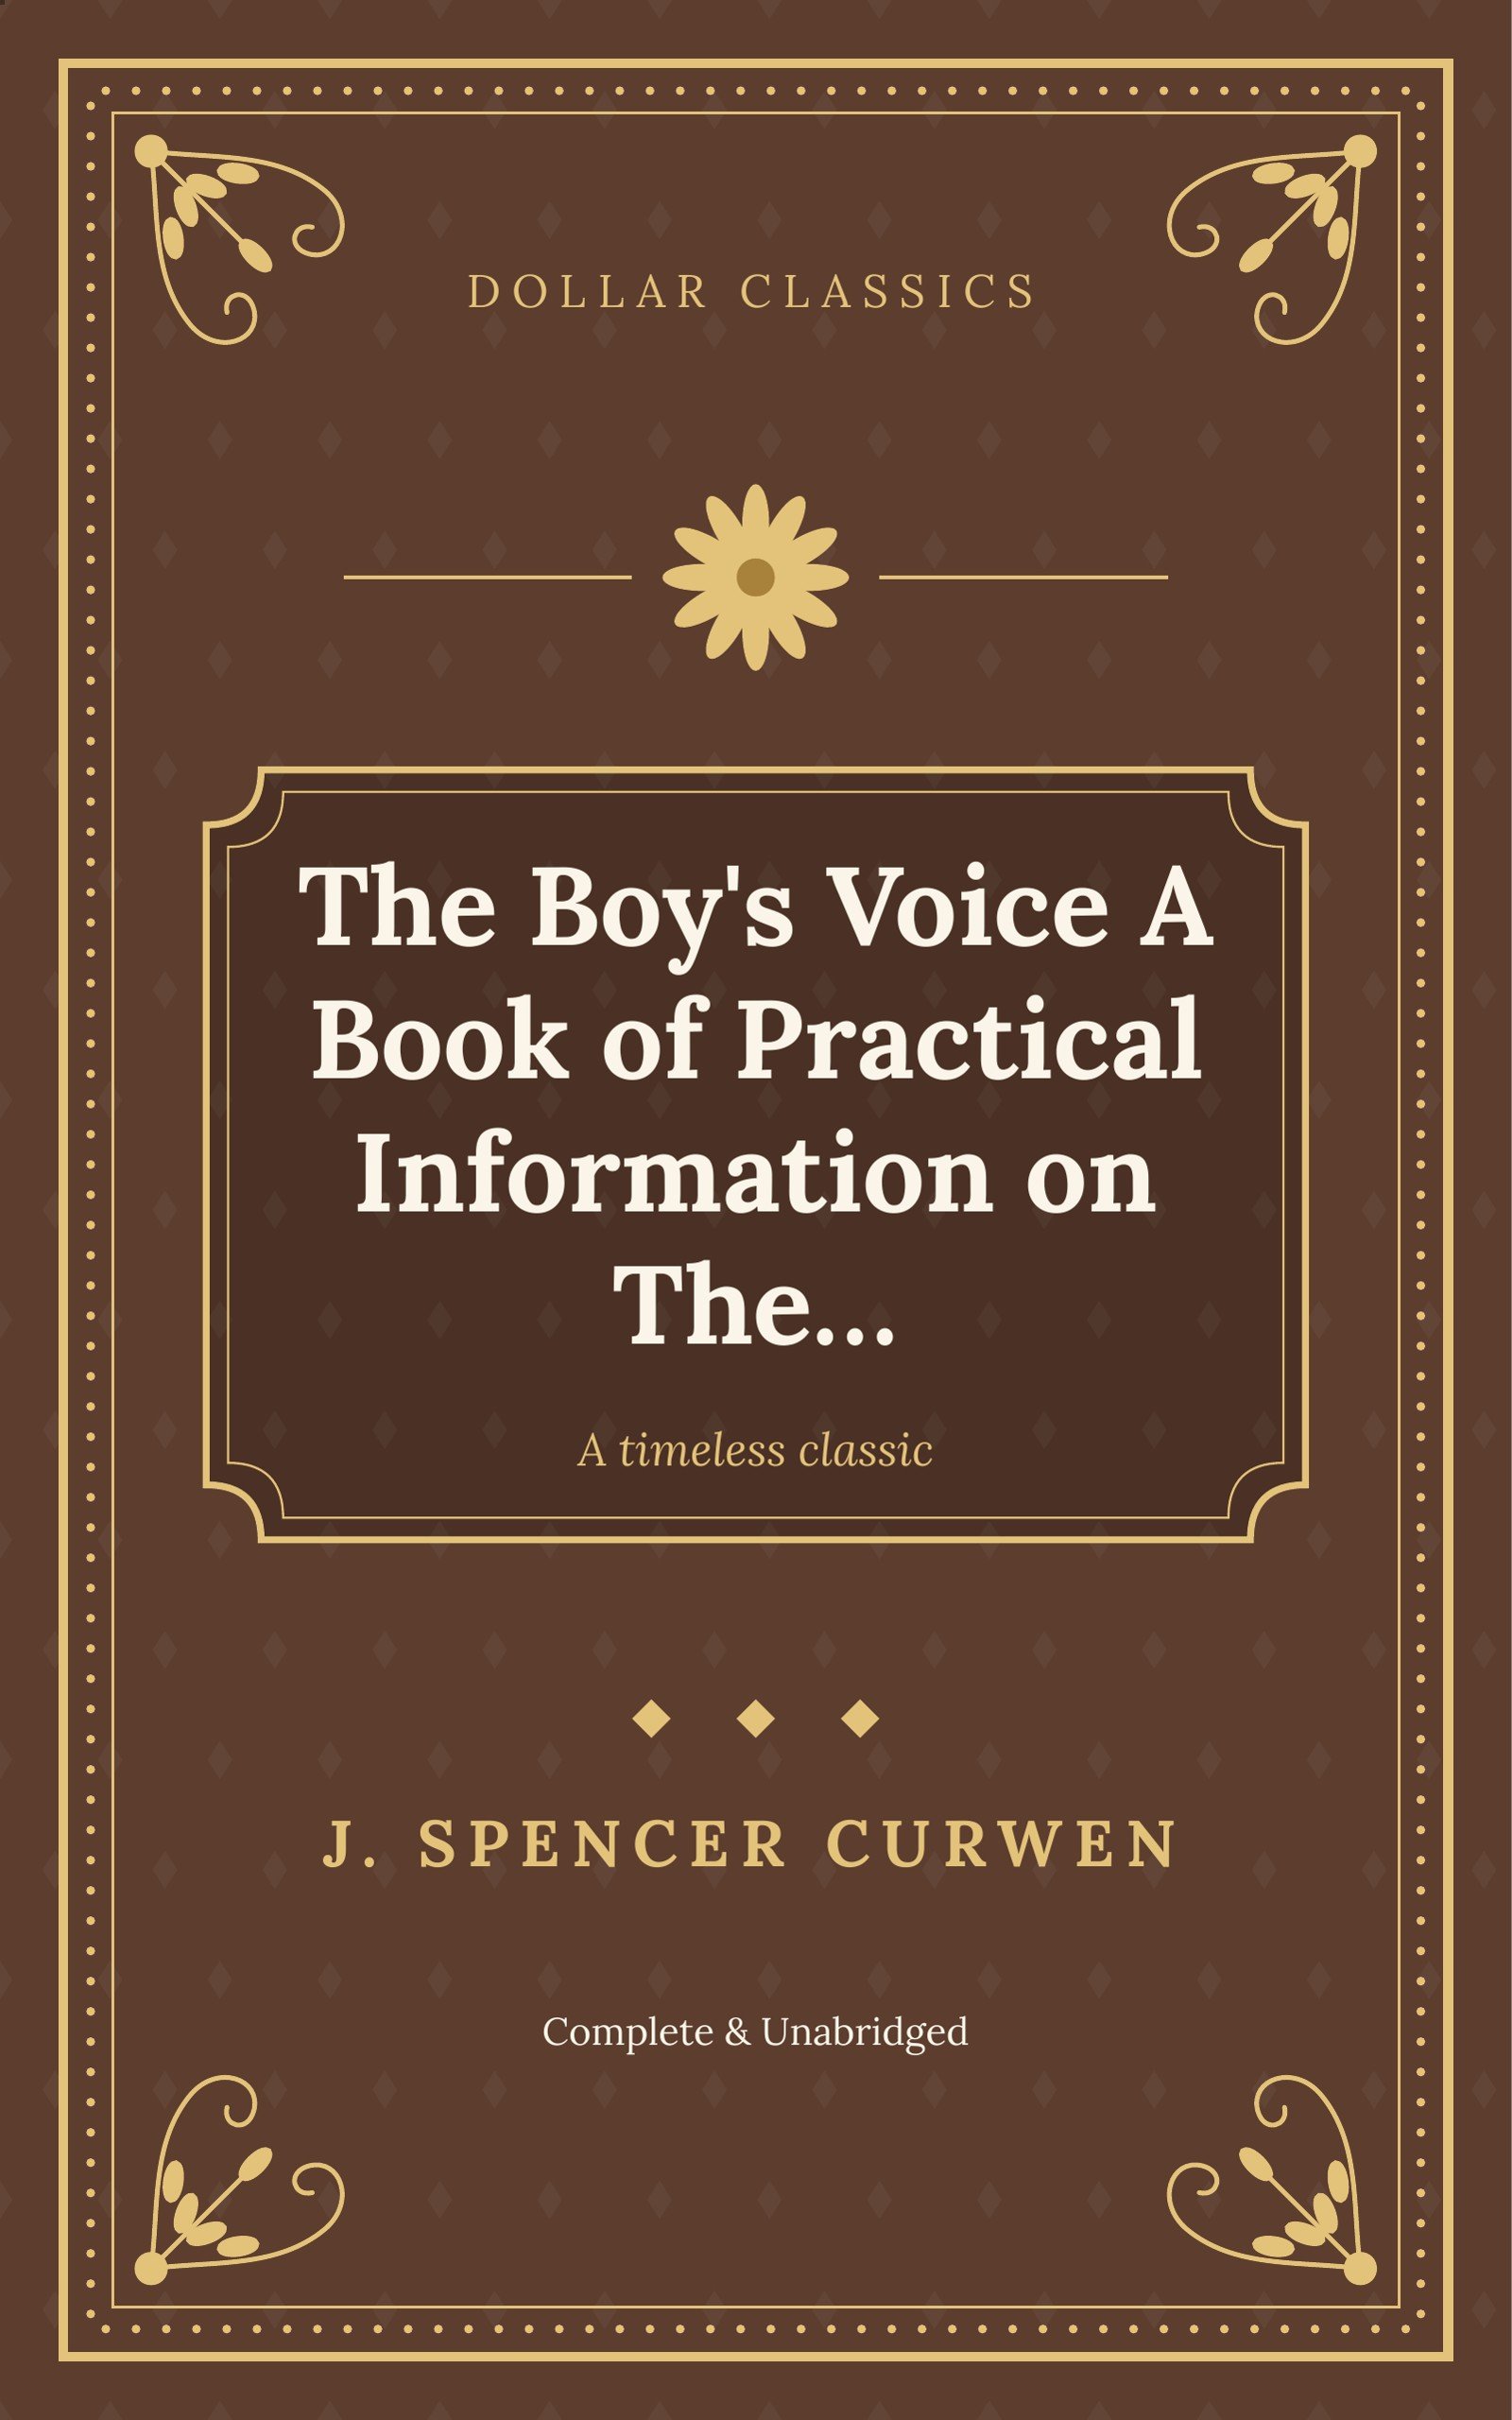 DOLLAR CLASSICS
The Boy's Voice A
Book of Practical
Information on
The...
A timeless classic
J. SPENCER CURWEN
Complete & Unabridged